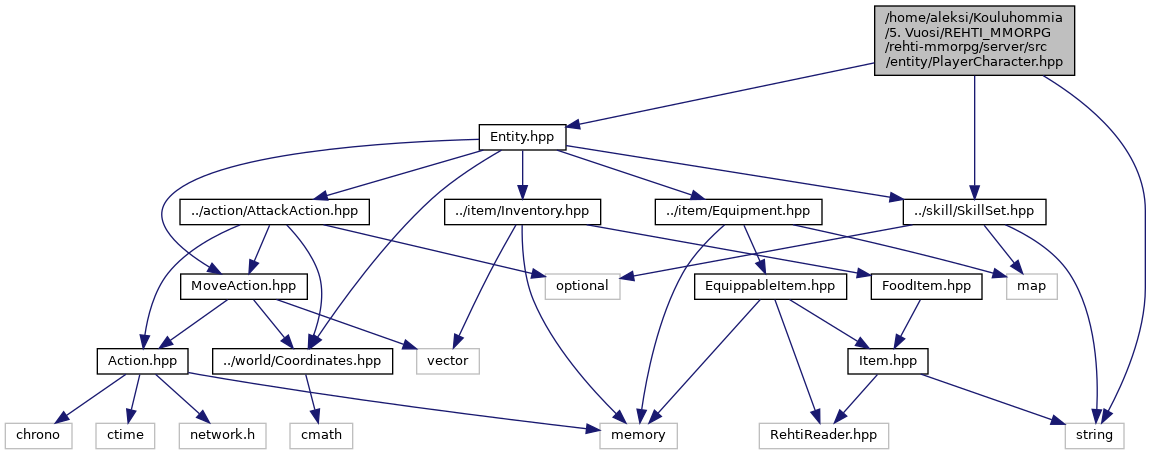 /home/aleksi/Kouluhommia
/5. Vuosi/REHTI_MMORPG
/rehti-mmorpg/server/src
/entity/PlayerCharacter.hpp
Entity.hpp
../action/AttackAction.hpp
../item/Inventory.hpp
../item/Equipment.hpp
../skill/SkillSet.hpp
MoveAction.hpp
optional
EquippableItem.hpp
FoodItem.hpp
map
Action.hpp
../world/Coordinates.hpp
vector
Item.hpp
chrono
ctime
network.h
cmath
memory
RehtiReader.hpp
string